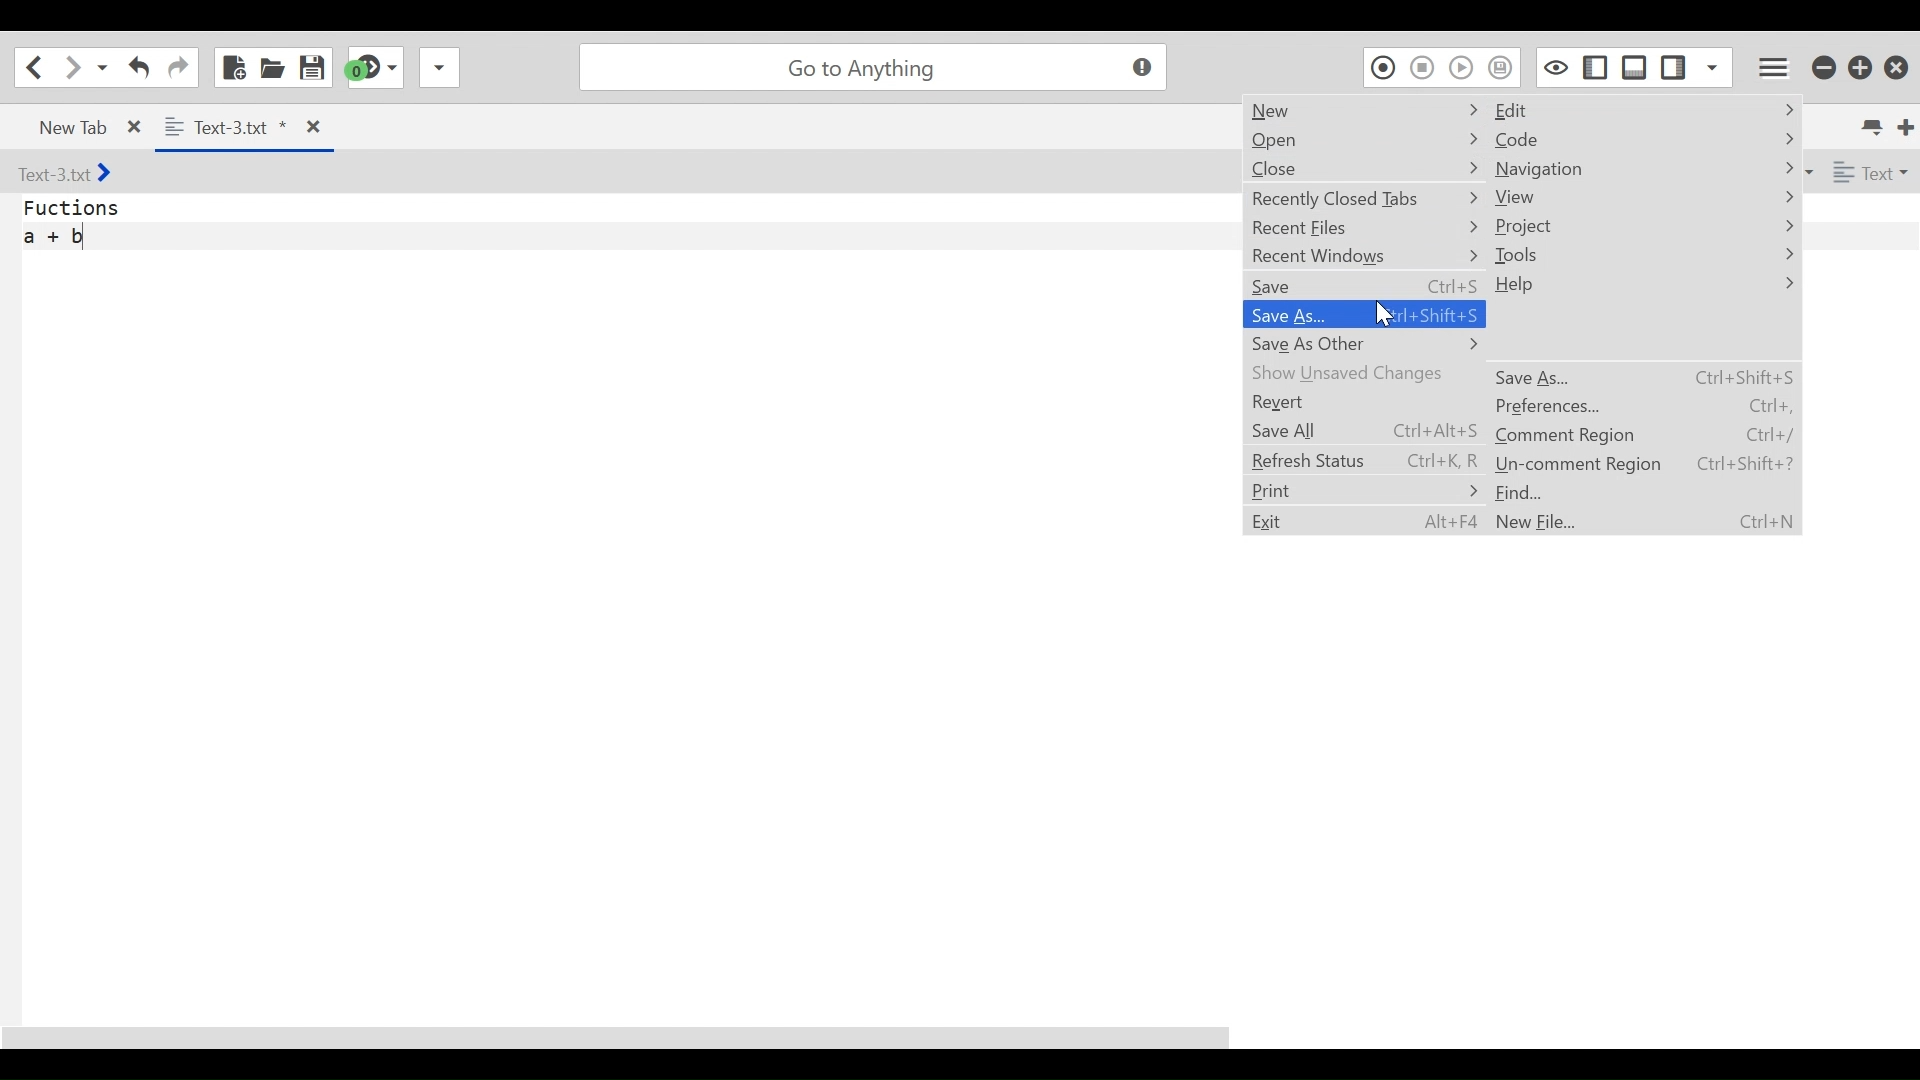 0
Go to Anything
New Tab
Text-3.txt *
Text-3.txt
Text
Fuctions
a + b
New
Open
Close
Recently Closed Tabs
Recent Files
Recent Windows
Save Ctrl+S
Save As... Ctrl+Shift+S
Save As Other
Show Unsaved Changes
Revert
Save All Ctrl+Alt+S
Refresh Status Ctrl+K, R
Print
Exit Alt+F4
Edit
Code
Navigation
View
Project
Tools
Help
Save As... Ctrl+Shift+S
Preferences... Ctrl+,
Comment Region Ctrl+/
Un-comment Region Ctrl+Shift+?
Find...
New File... Ctrl+N